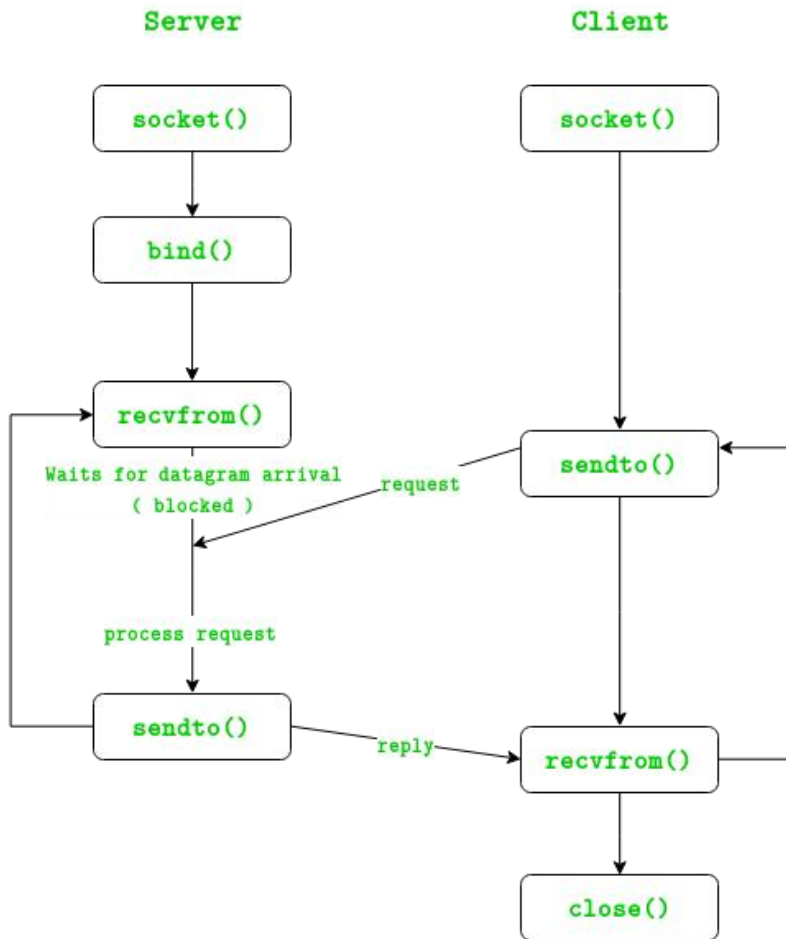 Server
Client
socket()
socket()
bind()
recvfrom()
Waits for datagram arrival
( blocked )
sendto()
request
process request
sendto()
reply
recvfrom()
close()